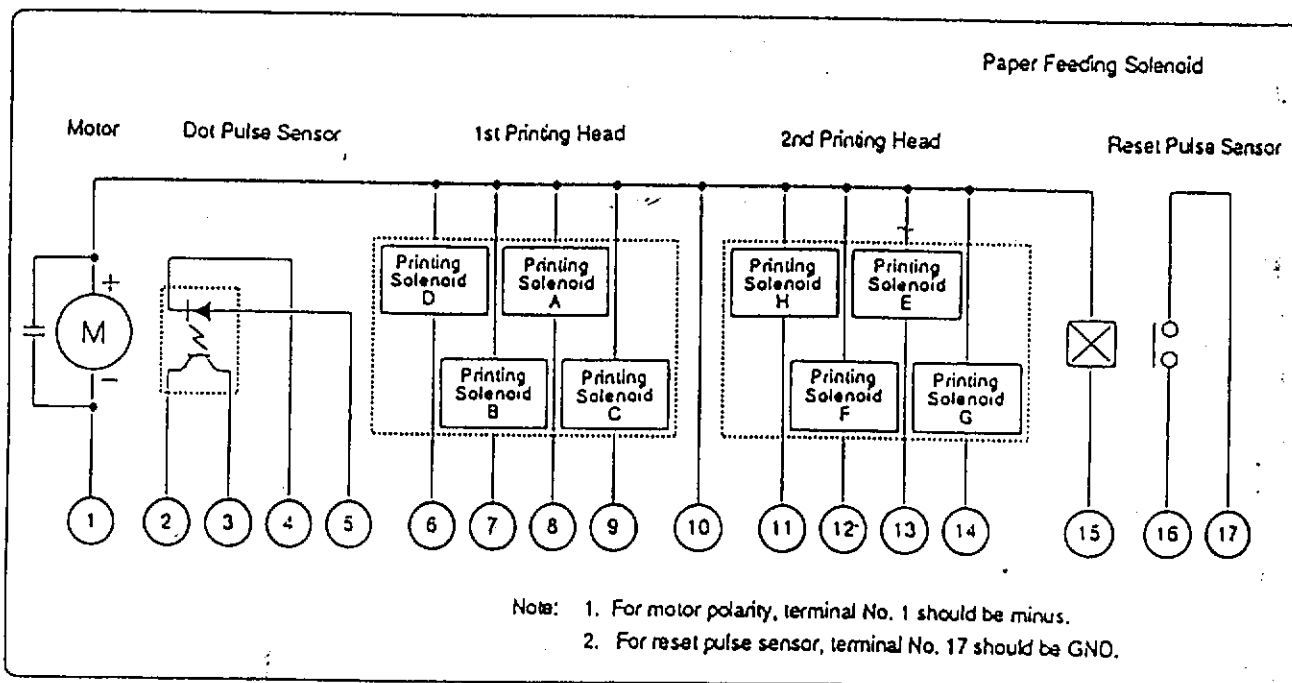 Paper Feeding Solenoid
Motor
Dot Pulse Sensor
1st Printing Head
2nd Printing Head
Reset Pulse Sensor
+
M
−
Printing
Solenoid
D
Printing
Solenoid
A
Printing
Solenoid
B
Printing
Solenoid
C
Printing
Solenoid
H
Printing
Solenoid
E
Printing
Solenoid
F
Printing
Solenoid
G
1
2
3
4
5
6
7
8
9
10
11
12
13
14
15
16
17
Note: 1. For motor polarity, terminal No. 1 should be minus.
2. For reset pulse sensor, terminal No. 17 should be GND.